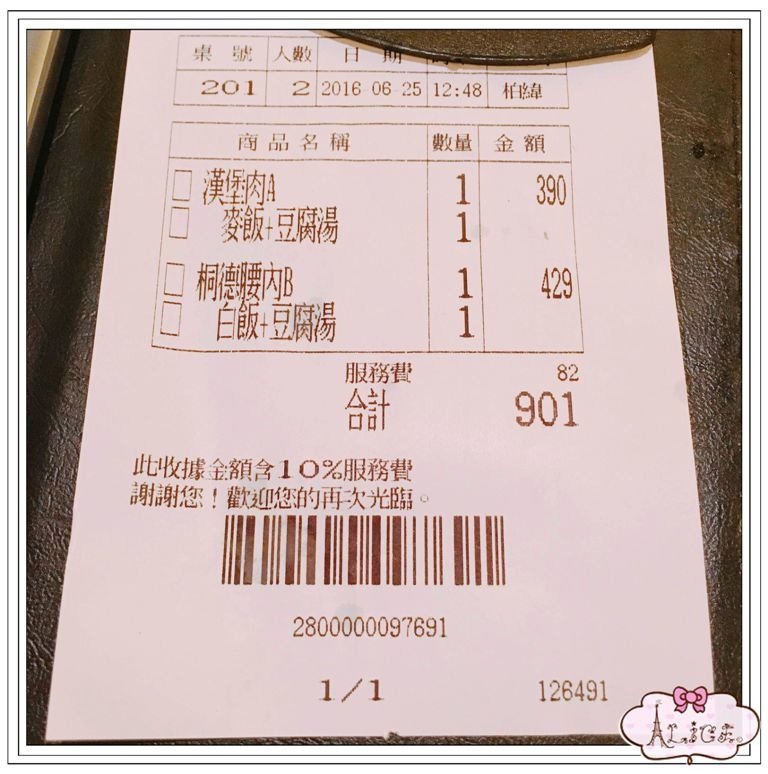 桌號 人數 日期
201 2 2016-06-25 12:48 柏緯
商品名稱 數量 金額
漢堡肉A 1 390
麥飯+豆腐湯 1
桐德腰內B 1 429
白飯+豆腐湯 1
服務費 82
合計 901
此收據金額含10%服務費
謝謝您！歡迎您的再次光臨。
2800000097691
1/1 126491